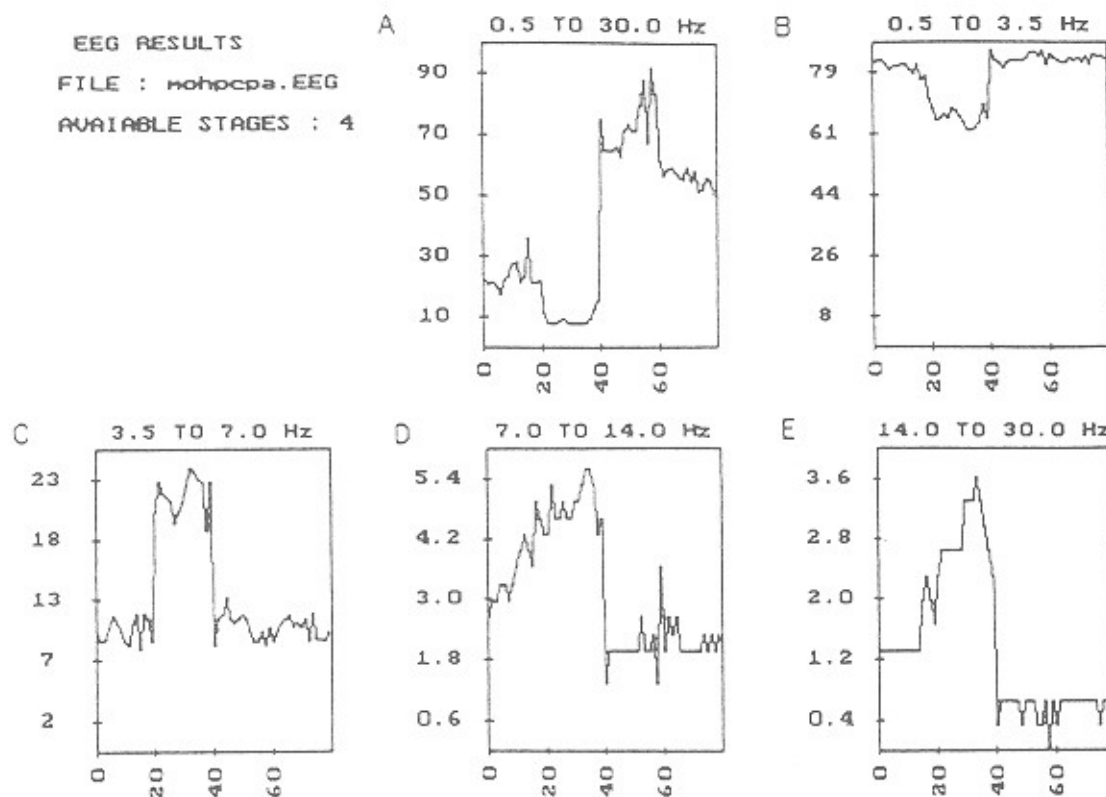 EEG RESULTS
FILE : mohpcpa.EEG
AVAIABLE STAGES : 4
A
0.5 TO 30.0 Hz
90
70
50
30
10
0 20 40 60
B
0.5 TO 3.5 Hz
79
61
44
26
8
0 20 40 60
C
3.5 TO 7.0 Hz
23
18
13
7
2
0 20 40 60
D
7.0 TO 14.0 Hz
5.4
4.2
3.0
1.8
0.6
0 20 40 60
E
14.0 TO 30.0 Hz
3.6
2.8
2.0
1.2
0.4
0 20 40 60